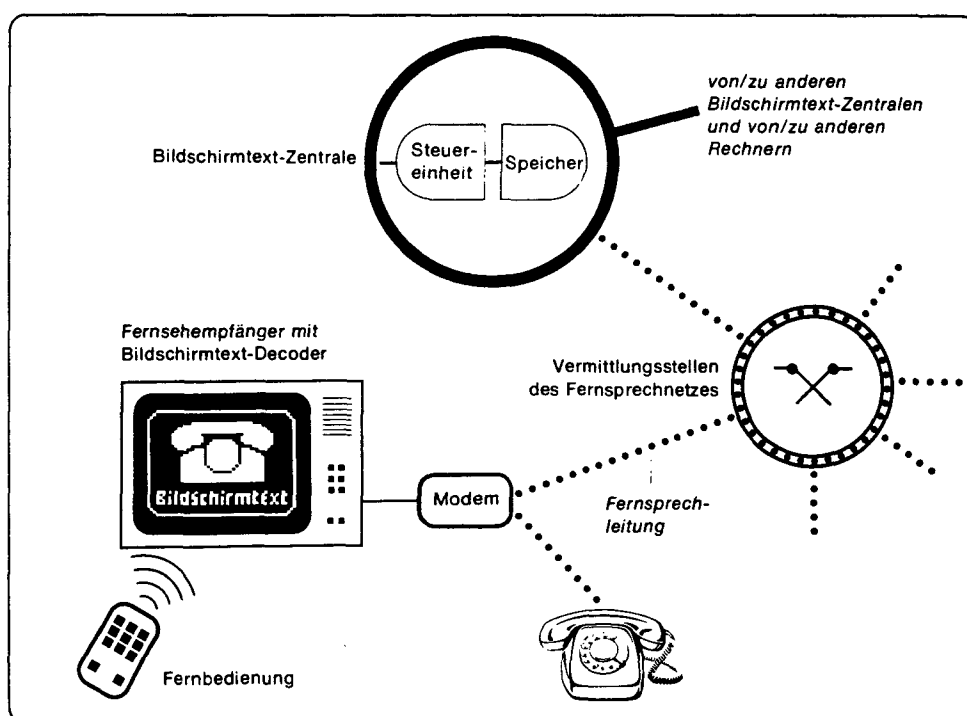 von/zu anderen
Bildschirmtext-Zentralen
und von/zu anderen
Rechnern
Bildschirmtext-Zentrale
Steuer-
einheit
Speicher
Fernsehempfänger mit
Bildschirmtext-Decoder
Vermittlungsstellen
des Fernsprechnetzes
Bildschirmtext
Modem
Fernsprech-
leitung
Fernbedienung